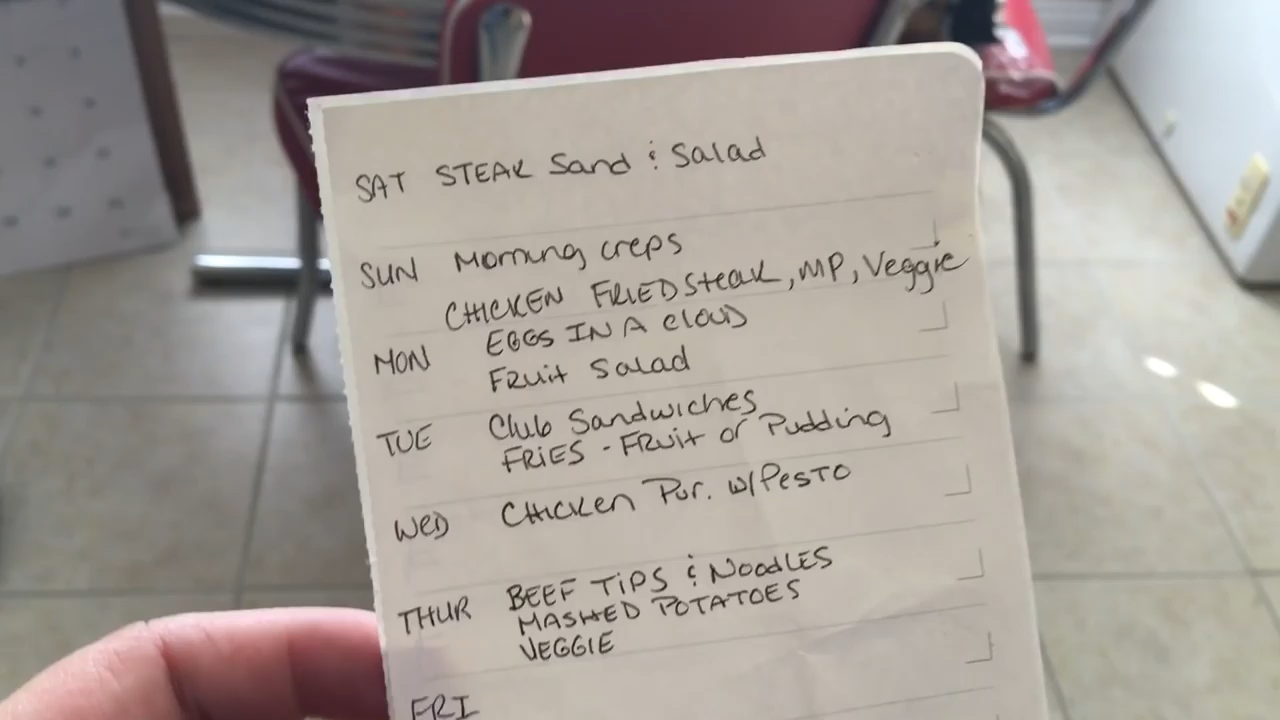 SAT STEAK Sand & Salad
SUN Morning creps
CHICKEN FRIED Steak, MP, Veggie
MON EGGS IN A Cloud
Fruit Salad
TUE Club Sandwiches
FRIES - Fruit or Pudding
WED Chicken Por. w/Pesto
THUR BEEF TIPS & Noodles
MASHED POTATOES
VEGGIE
FRI